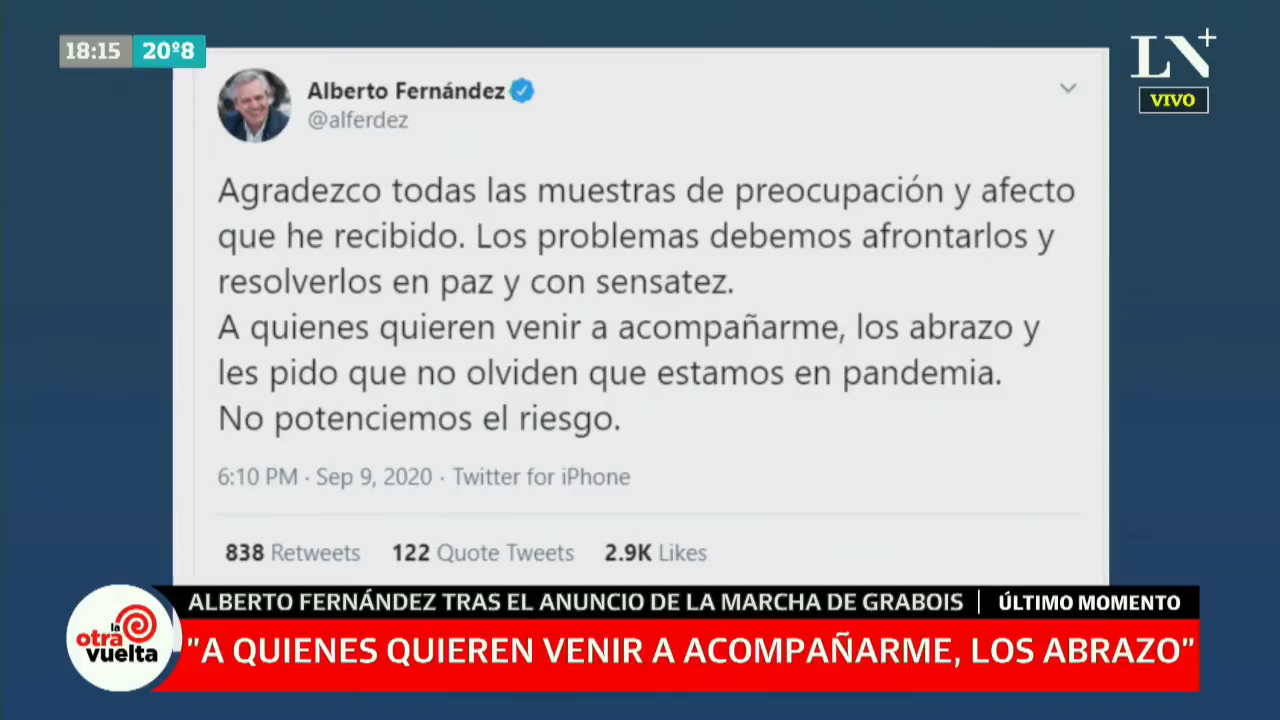 18:15 20º8
LN+
VIVO
Alberto Fernández
@alferdez
Agradezco todas las muestras de preocupación y afecto
que he recibido. Los problemas debemos afrontarlos y
resolverlos en paz y con sensatez.
A quienes quieren venir a acompañarme, los abrazo y
les pido que no olviden que estamos en pandemia.
No potenciemos el riesgo.
6:10 PM · Sep 9, 2020 · Twitter for iPhone
838 Retweets 122 Quote Tweets 2.9K Likes
ALBERTO FERNÁNDEZ TRAS EL ANUNCIO DE LA MARCHA DE GRABOIS | ÚLTIMO MOMENTO
la
otra
vuelta
"A QUIENES QUIEREN VENIR A ACOMPAÑARME, LOS ABRAZO"